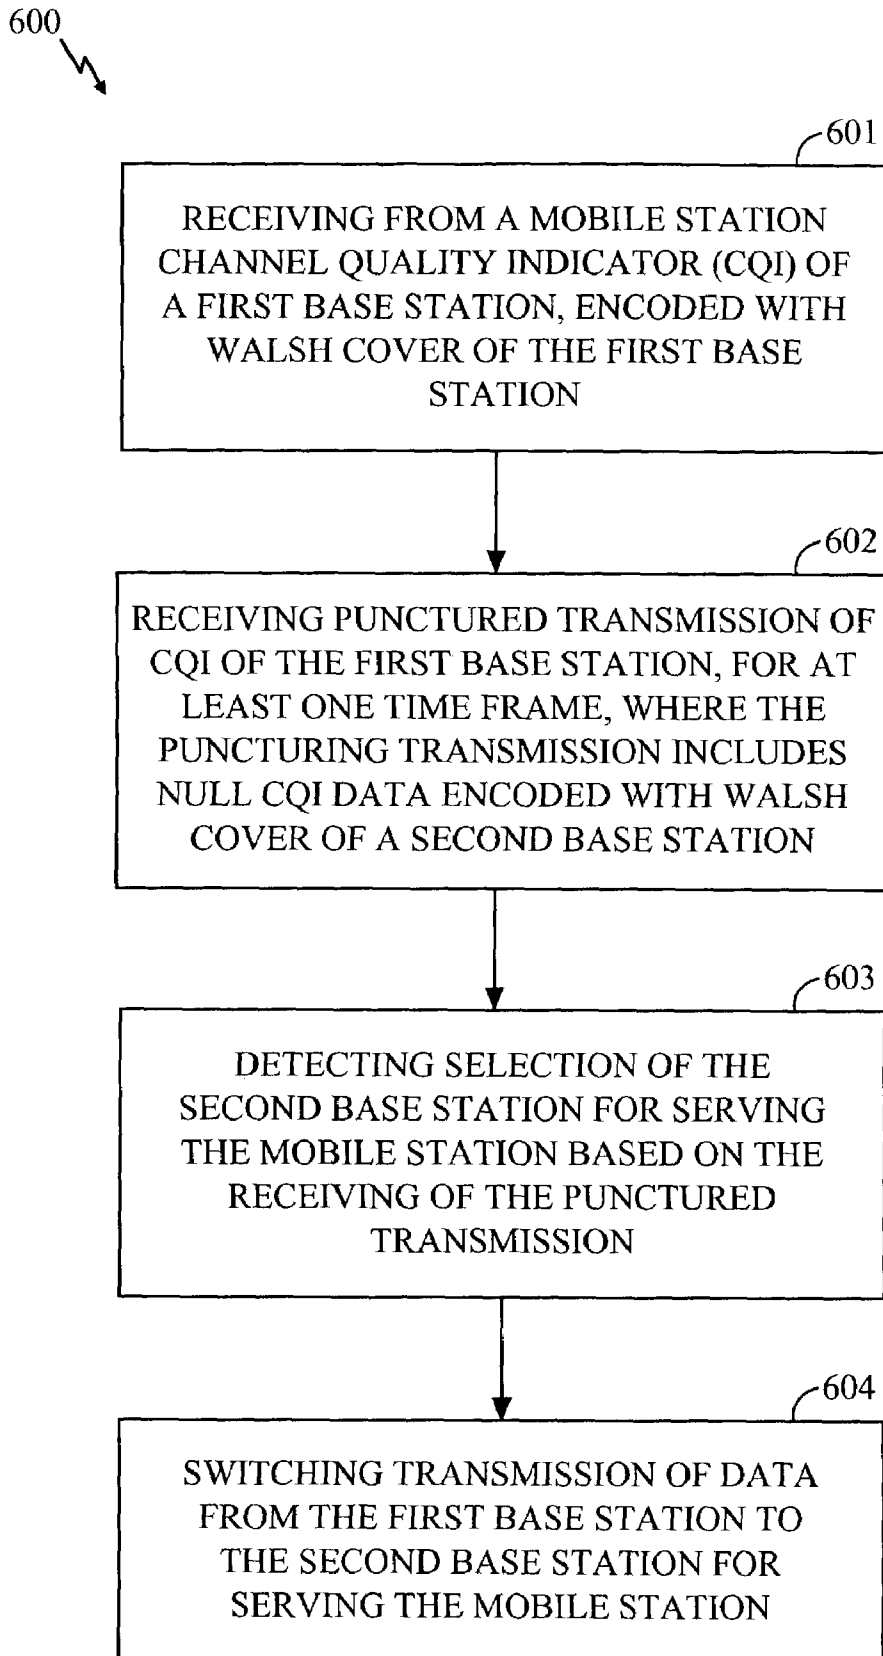 600
601
RECEIVING FROM A MOBILE STATION
CHANNEL QUALITY INDICATOR (CQI) OF
A FIRST BASE STATION, ENCODED WITH
WALSH COVER OF THE FIRST BASE
STATION
602
RECEIVING PUNCTURED TRANSMISSION OF
CQI OF THE FIRST BASE STATION, FOR AT
LEAST ONE TIME FRAME, WHERE THE
PUNCTURING TRANSMISSION INCLUDES
NULL CQI DATA ENCODED WITH WALSH
COVER OF A SECOND BASE STATION
603
DETECTING SELECTION OF THE
SECOND BASE STATION FOR SERVING
THE MOBILE STATION BASED ON THE
RECEIVING OF THE PUNCTURED
TRANSMISSION
604
SWITCHING TRANSMISSION OF DATA
FROM THE FIRST BASE STATION TO
THE SECOND BASE STATION FOR
SERVING THE MOBILE STATION